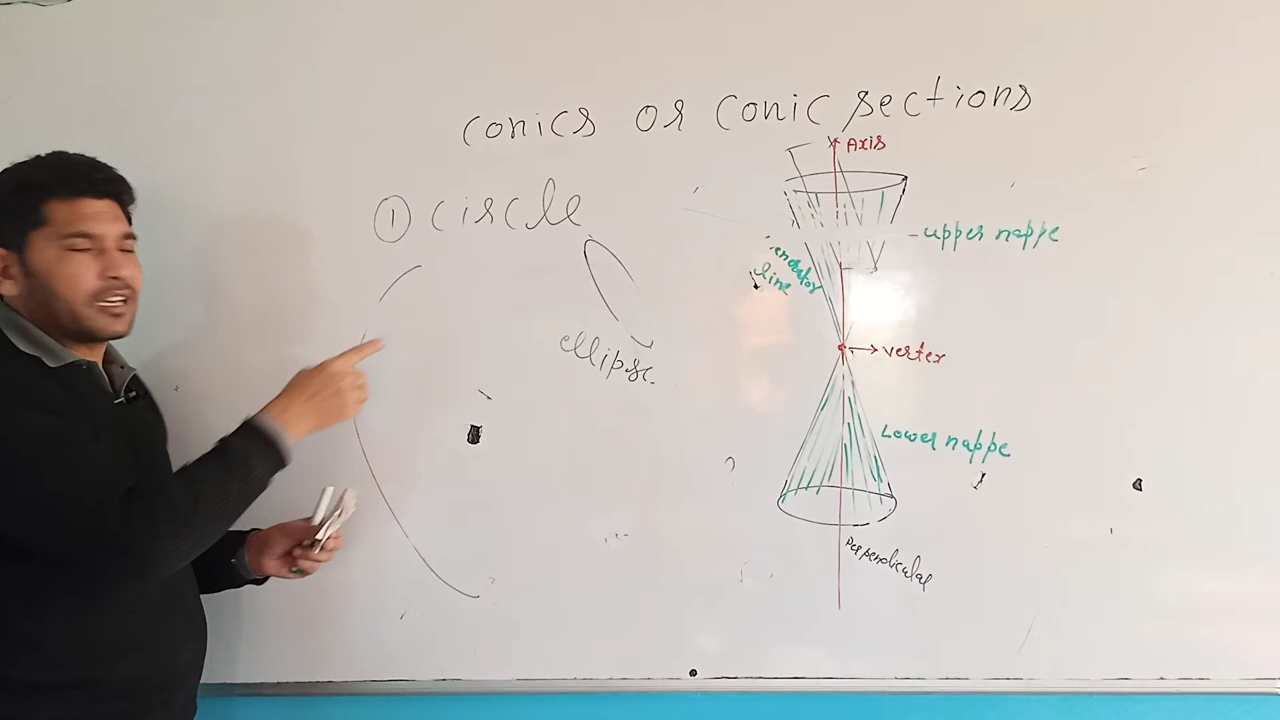 conics or conic sections
Axis
① circle
upper nappe
line
ellipse.
vertex
Lower nappe
Perpendicular